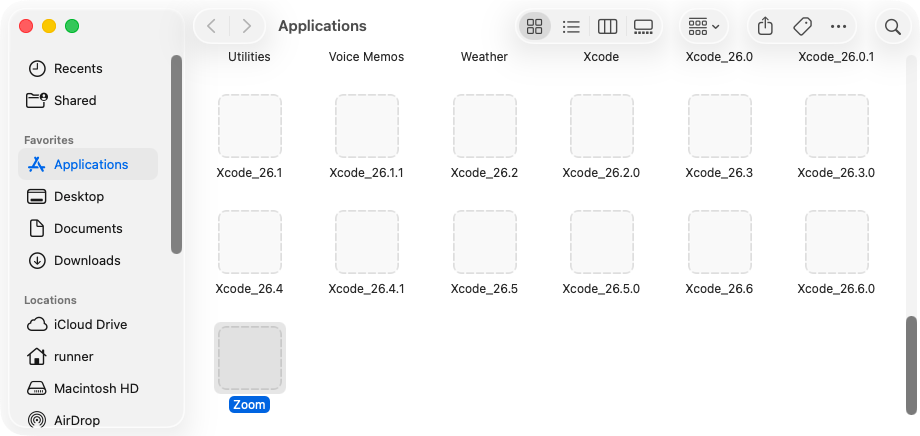 Applications
Recents
Shared
Favorites
Applications
Desktop
Documents
Downloads
Locations
iCloud Drive
runner
Macintosh HD
AirDrop
Utilities Voice Memos Weather Xcode Xcode_26.0 Xcode_26.0.1
Xcode_26.1 Xcode_26.1.1 Xcode_26.2 Xcode_26.2.0 Xcode_26.3 Xcode_26.3.0
Xcode_26.4 Xcode_26.4.1 Xcode_26.5 Xcode_26.5.0 Xcode_26.6 Xcode_26.6.0
Zoom